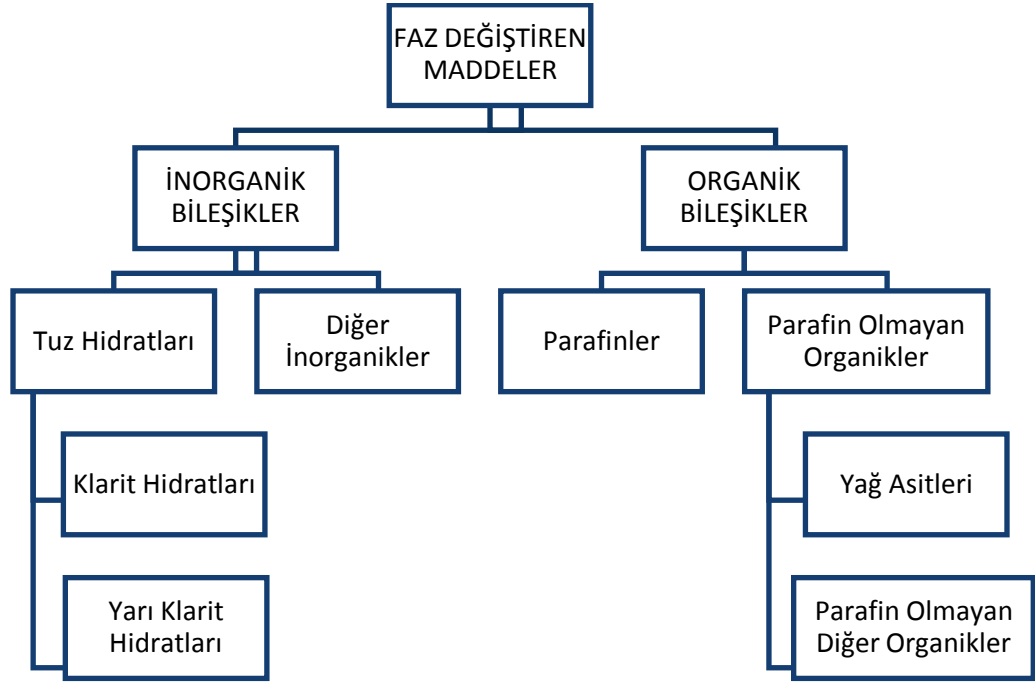 FAZ DEĞİŞTİREN
MADDELER
İNORGANİK
BİLEŞİKLER
ORGANİK
BİLEŞİKLER
Tuz Hidratları
Diğer
İnorganikler
Parafinler
Parafin Olmayan
Organikler
Klarit Hidratları
Yağ Asitleri
Yarı Klarit
Hidratları
Parafin Olmayan
Diğer Organikler